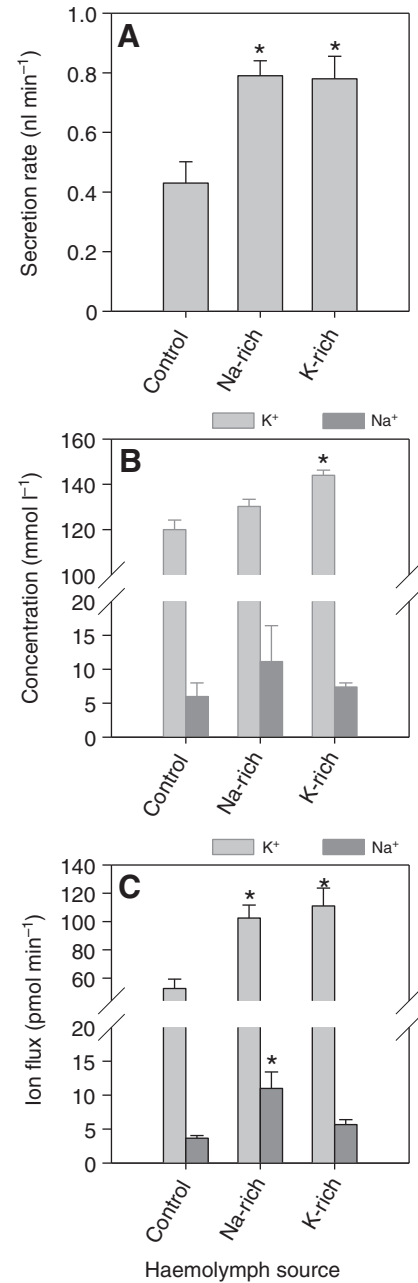 A
Secretion rate (nl min⁻¹)
1.0
0.8
0.6
0.4
0.2
0
*
*
Control
Na-rich
K-rich
K⁺
Na⁺
B
Concentration (mmol l⁻¹)
160
140
120
100
20
15
10
5
0
*
Control
Na-rich
K-rich
K⁺
Na⁺
C
Ion flux (pmol min⁻¹)
140
120
100
80
60
20
15
10
5
0
*
*
*
Control
Na-rich
K-rich
Haemolymph source